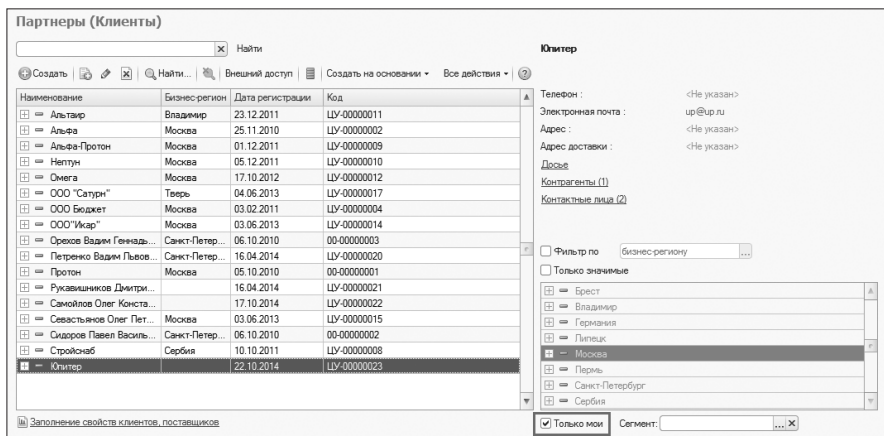 Партнеры (Клиенты)
Найти
Создать Найти... Внешний доступ Создать на основании Все действия
Наименование Бизнес-регион Дата регистрации Код
Альтаир Владимир 23.12.2011 ЦУ-00000011
Альфа Москва 25.11.2010 ЦУ-00000002
Альфа-Протон Москва 01.12.2011 ЦУ-00000009
Нептун Москва 05.12.2011 ЦУ-00000010
Омега Москва 17.10.2012 ЦУ-00000012
ООО "Сатурн" Тверь 04.06.2013 ЦУ-00000017
ООО Бюджет Москва 03.02.2011 ЦУ-00000004
ООО"Икар" Москва 03.06.2013 ЦУ-00000014
Орехов Вадим Геннадь... Санкт-Петер... 06.10.2010 00-00000003
Петренко Вадим Львов... Санкт-Петер... 16.04.2014 ЦУ-00000020
Протон Москва 05.10.2010 00-00000001
Рукавишников Дмитри... 16.04.2014 ЦУ-00000021
Самойлов Олег Конста... 17.10.2014 ЦУ-00000022
Севастьянов Олег Пет... Москва 03.06.2013 ЦУ-00000015
Сидоров Павел Василь... Санкт-Петер... 06.10.2010 00-00000002
Стройснаб Сербия 10.10.2011 ЦУ-00000008
Юпитер 22.10.2014 ЦУ-00000023
Заполнение свойств клиентов, поставщиков
Юпитер
Телефон : <Не указан>
Электронная почта : up@up.ru
Адрес : <Не указан>
Адрес доставки : <Не указан>
Досье
Контрагенты (1)
Контактные лица (2)
Фильтр по бизнес-региону ...
Только значимые
Брест
Владимир
Германия
Липецк
Москва
Пермь
Санкт-Петербург
Сербия
Только мои Сегмент: ...